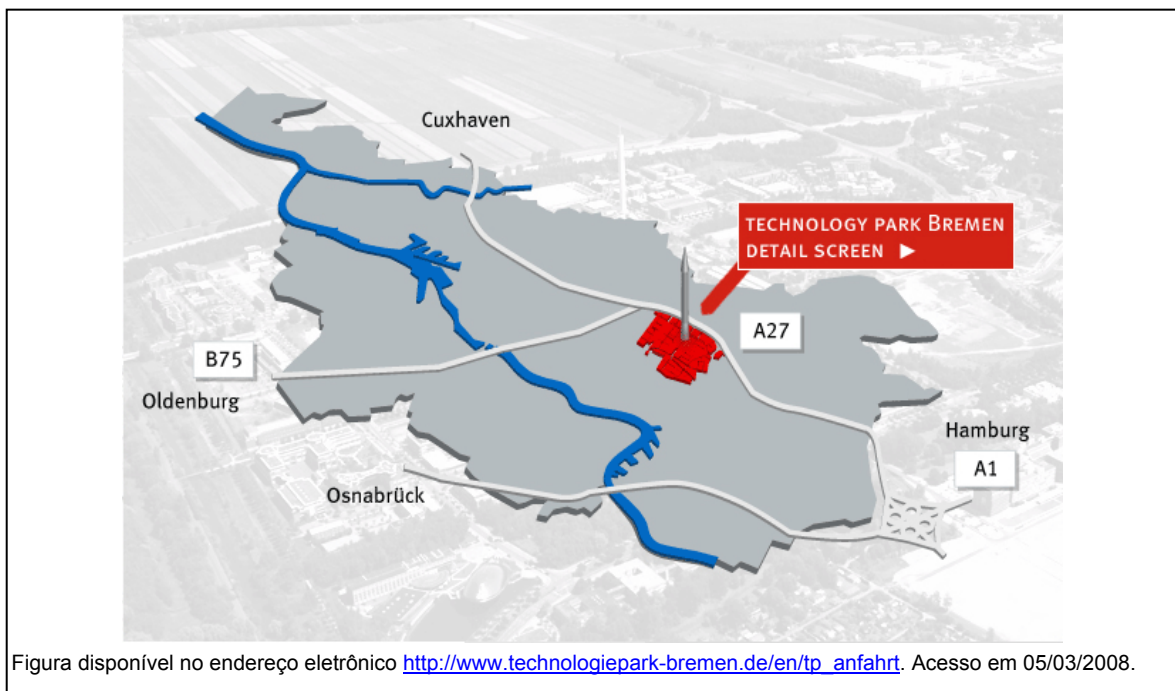 Cuxhaven
TECHNOLOGY PARK BREMEN
DETAIL SCREEN ►
A27
B75
Oldenburg
Hamburg
A1
Osnabrück
Figura disponível no endereço eletrônico http://www.technologiepark-bremen.de/en/tp_anfahrt. Acesso em 05/03/2008.